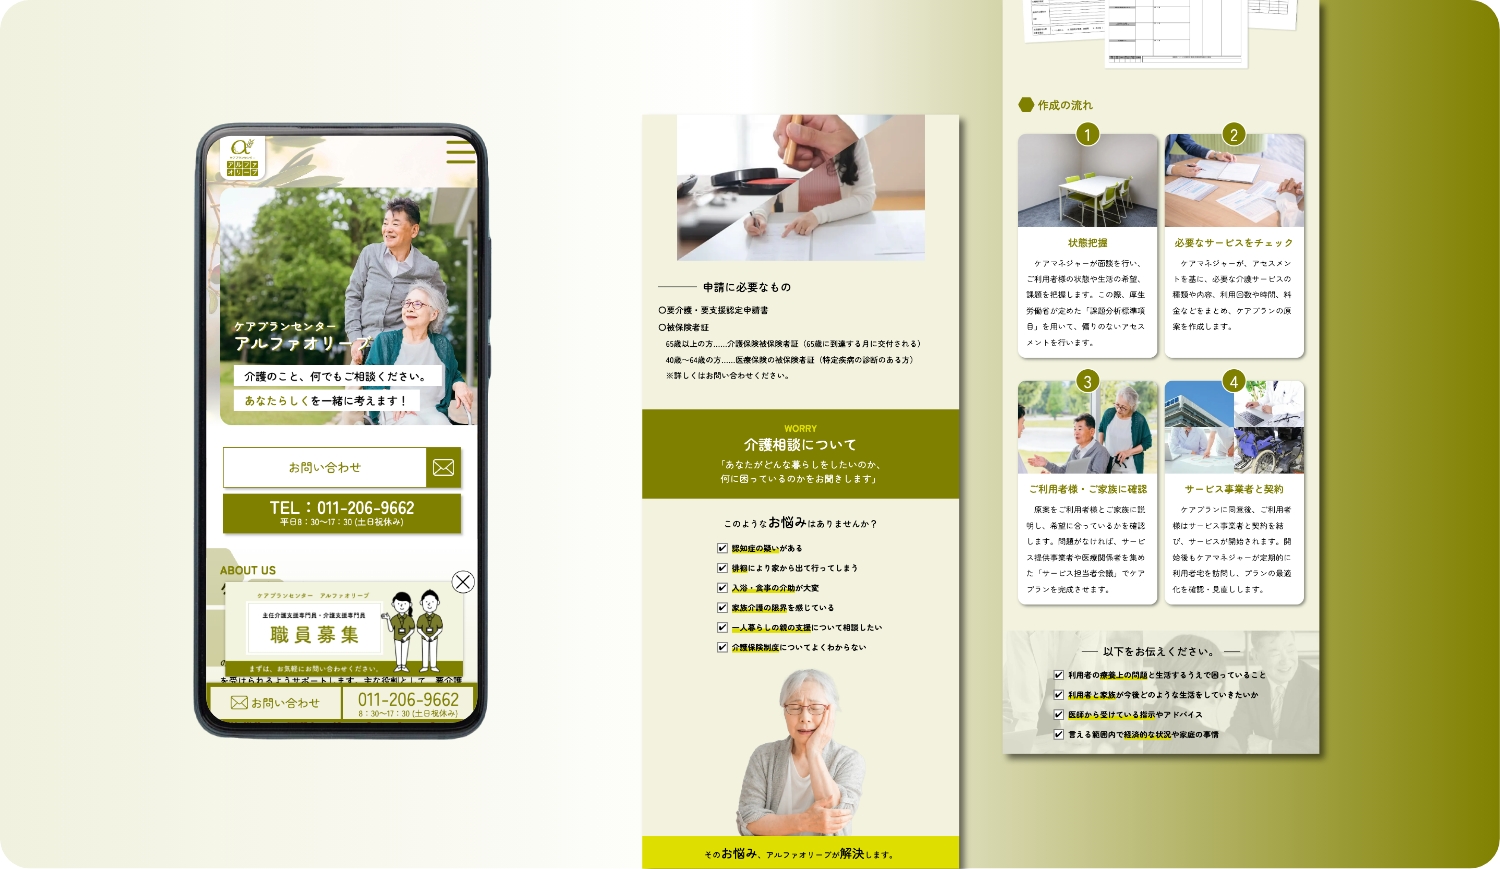 ケアプランセンター
アルファ
オリーブ
ケアプランセンター
アルファオリーブ
介護のこと、何でもご相談ください。
あなたらしくを一緒に考えます！
お問い合わせ
TEL：011-206-9662
平日8：30〜17：30 (土日祝休み)
ABOUT US
ケアプランセンター　アルファオリーブ
主任介護支援専門員・介護支援専門員
職員募集
まずは、お気軽にお問い合わせください。
を受けられるようサポートします。主な役割として、要介護
お問い合わせ
011-206-9662
8：30〜17：30 (土日祝休み)
申請に必要なもの
〇要介護・要支援認定申請書
〇被保険者証
65歳以上の方……介護保険被保険者証（65歳に到達する月に交付される）
40歳〜64歳の方……医療保険の被保険者証（特定疾病の診断のある方）
※詳しくはお問い合わせください。
WORRY
介護相談について
「あなたがどんな暮らしをしたいのか、
何に困っているのかをお聞きします」
このようなお悩みはありませんか？
認知症の疑いがある
徘徊により家から出て行ってしまう
入浴・食事の介助が大変
家族介護の限界を感じている
一人暮らしの親の支援について相談したい
介護保険制度についてよくわからない
そのお悩み、アルファオリーブが解決します。
作成の流れ
1
状態把握
ケアマネジャーが面談を行い、
ご利用者様の状態や生活の希望、
課題を把握します。この際、厚生
労働省が定めた「課題分析標準項
目」を用いて、偏りのないアセス
メントを行います。
2
必要なサービスをチェック
ケアマネジャーが、アセスメン
トを基に、必要な介護サービスの
種類や内容、利用回数や時間、料
金などをまとめ、ケアプランの原
案を作成します。
3
ご利用者様・ご家族に確認
原案をご利用者様とご家族に説
明し、希望に合っているかを確認
します。問題がなければ、サービ
ス提供事業者や医療関係者を集め
た「サービス担当者会議」でケア
プランを完成させます。
4
サービス事業者と契約
ケアプランに同意後、ご利用者
様はサービス事業者と契約を結
び、サービスが開始されます。開
始後もケアマネジャーが定期的に
利用者宅を訪問し、プランの最適
化を確認・見直しします。
以下をお伝えください。
利用者の療養上の問題と生活するうえで困っていること
利用者と家族が今後どのような生活をしていきたいか
医師から受けている指示やアドバイス
言える範囲内で経済的な状況や家庭の事情